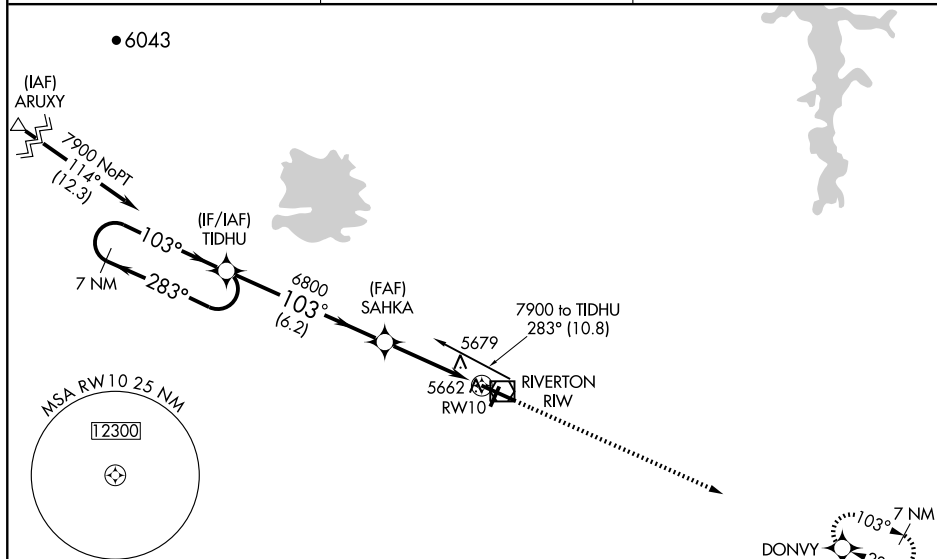 6043
(IAF)
ARUXY
7900 NoPT
114°
(12.3)
(IF/IAF)
TIDHU
103°
7 NM
283°
6800
103°
(6.2)
(FAF)
SAHKA
7900 to TIDHU
283° (10.8)
5679
5662
RW10
RIVERTON
RIW
MSA RW10 25 NM
12300
103°
7 NM
DONVY